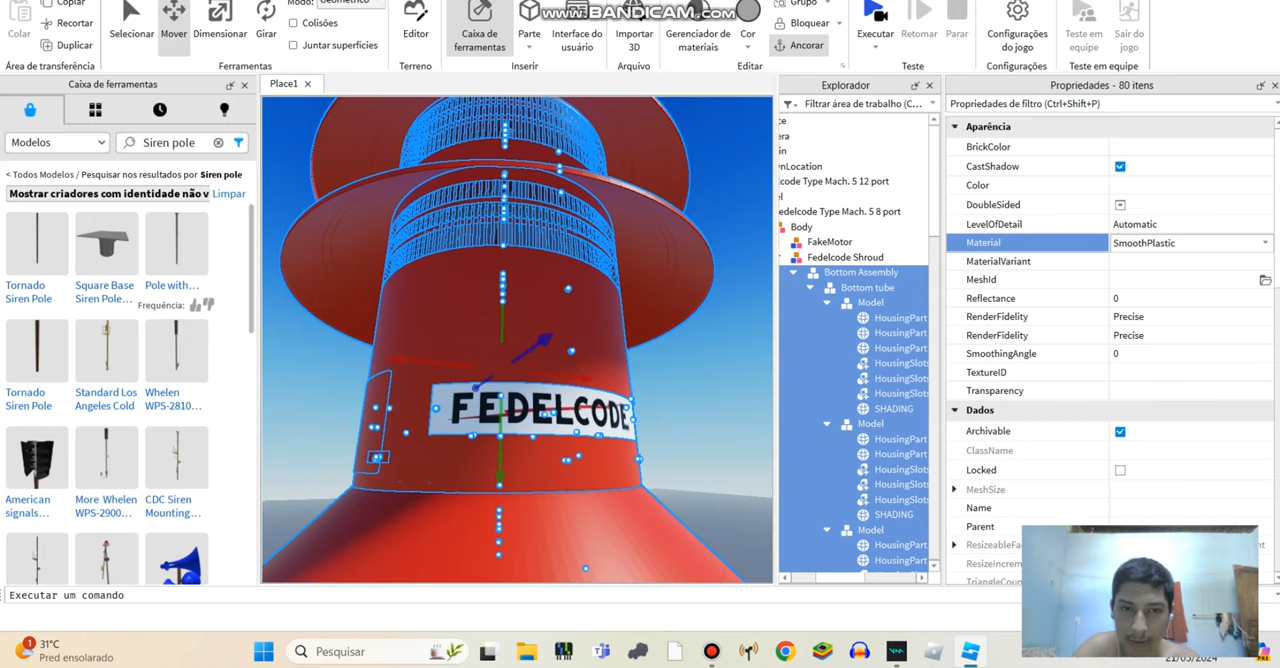 Copiar
Modo:
Geométrico
Grupo
www.BANDICAM.com
Recortar
Colisões
Bloquear
Colar
Duplicar
Selecionar
Mover
Dimensionar
Girar
Juntar superfícies
Editor
Caixa de
ferramentas
Parte
Interface do
usuário
Importar
3D
Gerenciador de
materiais
Cor
Ancorar
Executar
Retomar
Parar
Configurações
do jogo
Teste em
equipe
Sair do
jogo
Área de transferência
Ferramentas
Terreno
Inserir
Arquivo
Editar
Teste
Configurações
Teste em equipe
Caixa de ferramentas
Place1
Modelos
Siren pole
< Todos Modelos / Pesquisar nos resultados por Siren pole
Mostrar criadores com identidade não v
Limpar
Tornado
Siren Pole
Square Base
Siren Pole...
Pole with...
Frequência:
Tornado
Siren Pole
Standard Los
Angeles Cold
Whelen
WPS-2810...
American
signals...
More Whelen
WPS-2900...
CDC Siren
Mounting...
FEDELCODE
Explorador
Filtrar área de trabalho (C...
ce
era
in
nLocation
code Type Mach. 5 12 port
el
edelcode Type Mach. 5 8 port
Body
FakeMotor
Fedelcode Shroud
Bottom Assembly
Bottom tube
Model
HousingPart
HousingPart
HousingPart
HousingSlots
HousingSlots
HousingSlots
SHADING
Model
HousingPart
HousingPart
HousingSlots
HousingSlots
HousingSlots
SHADING
Model
HousingPart
HousingPart
Propriedades - 80 itens
Propriedades de filtro (Ctrl+Shift+P)
Aparência
BrickColor
CastShadow
Color
DoubleSided
LevelOfDetail
Automatic
Material
SmoothPlastic
MaterialVariant
MeshId
Reflectance
0
RenderFidelity
Precise
RenderFidelity
Precise
SmoothingAngle
0
TextureID
Transparency
Dados
Archivable
ClassName
Locked
MeshSize
Name
Parent
ResizeableFa
ResizeIncrem
TriangleCoun
Executar um comando
1
31°C
Pred ensolarado
Pesquisar
21/05/2024